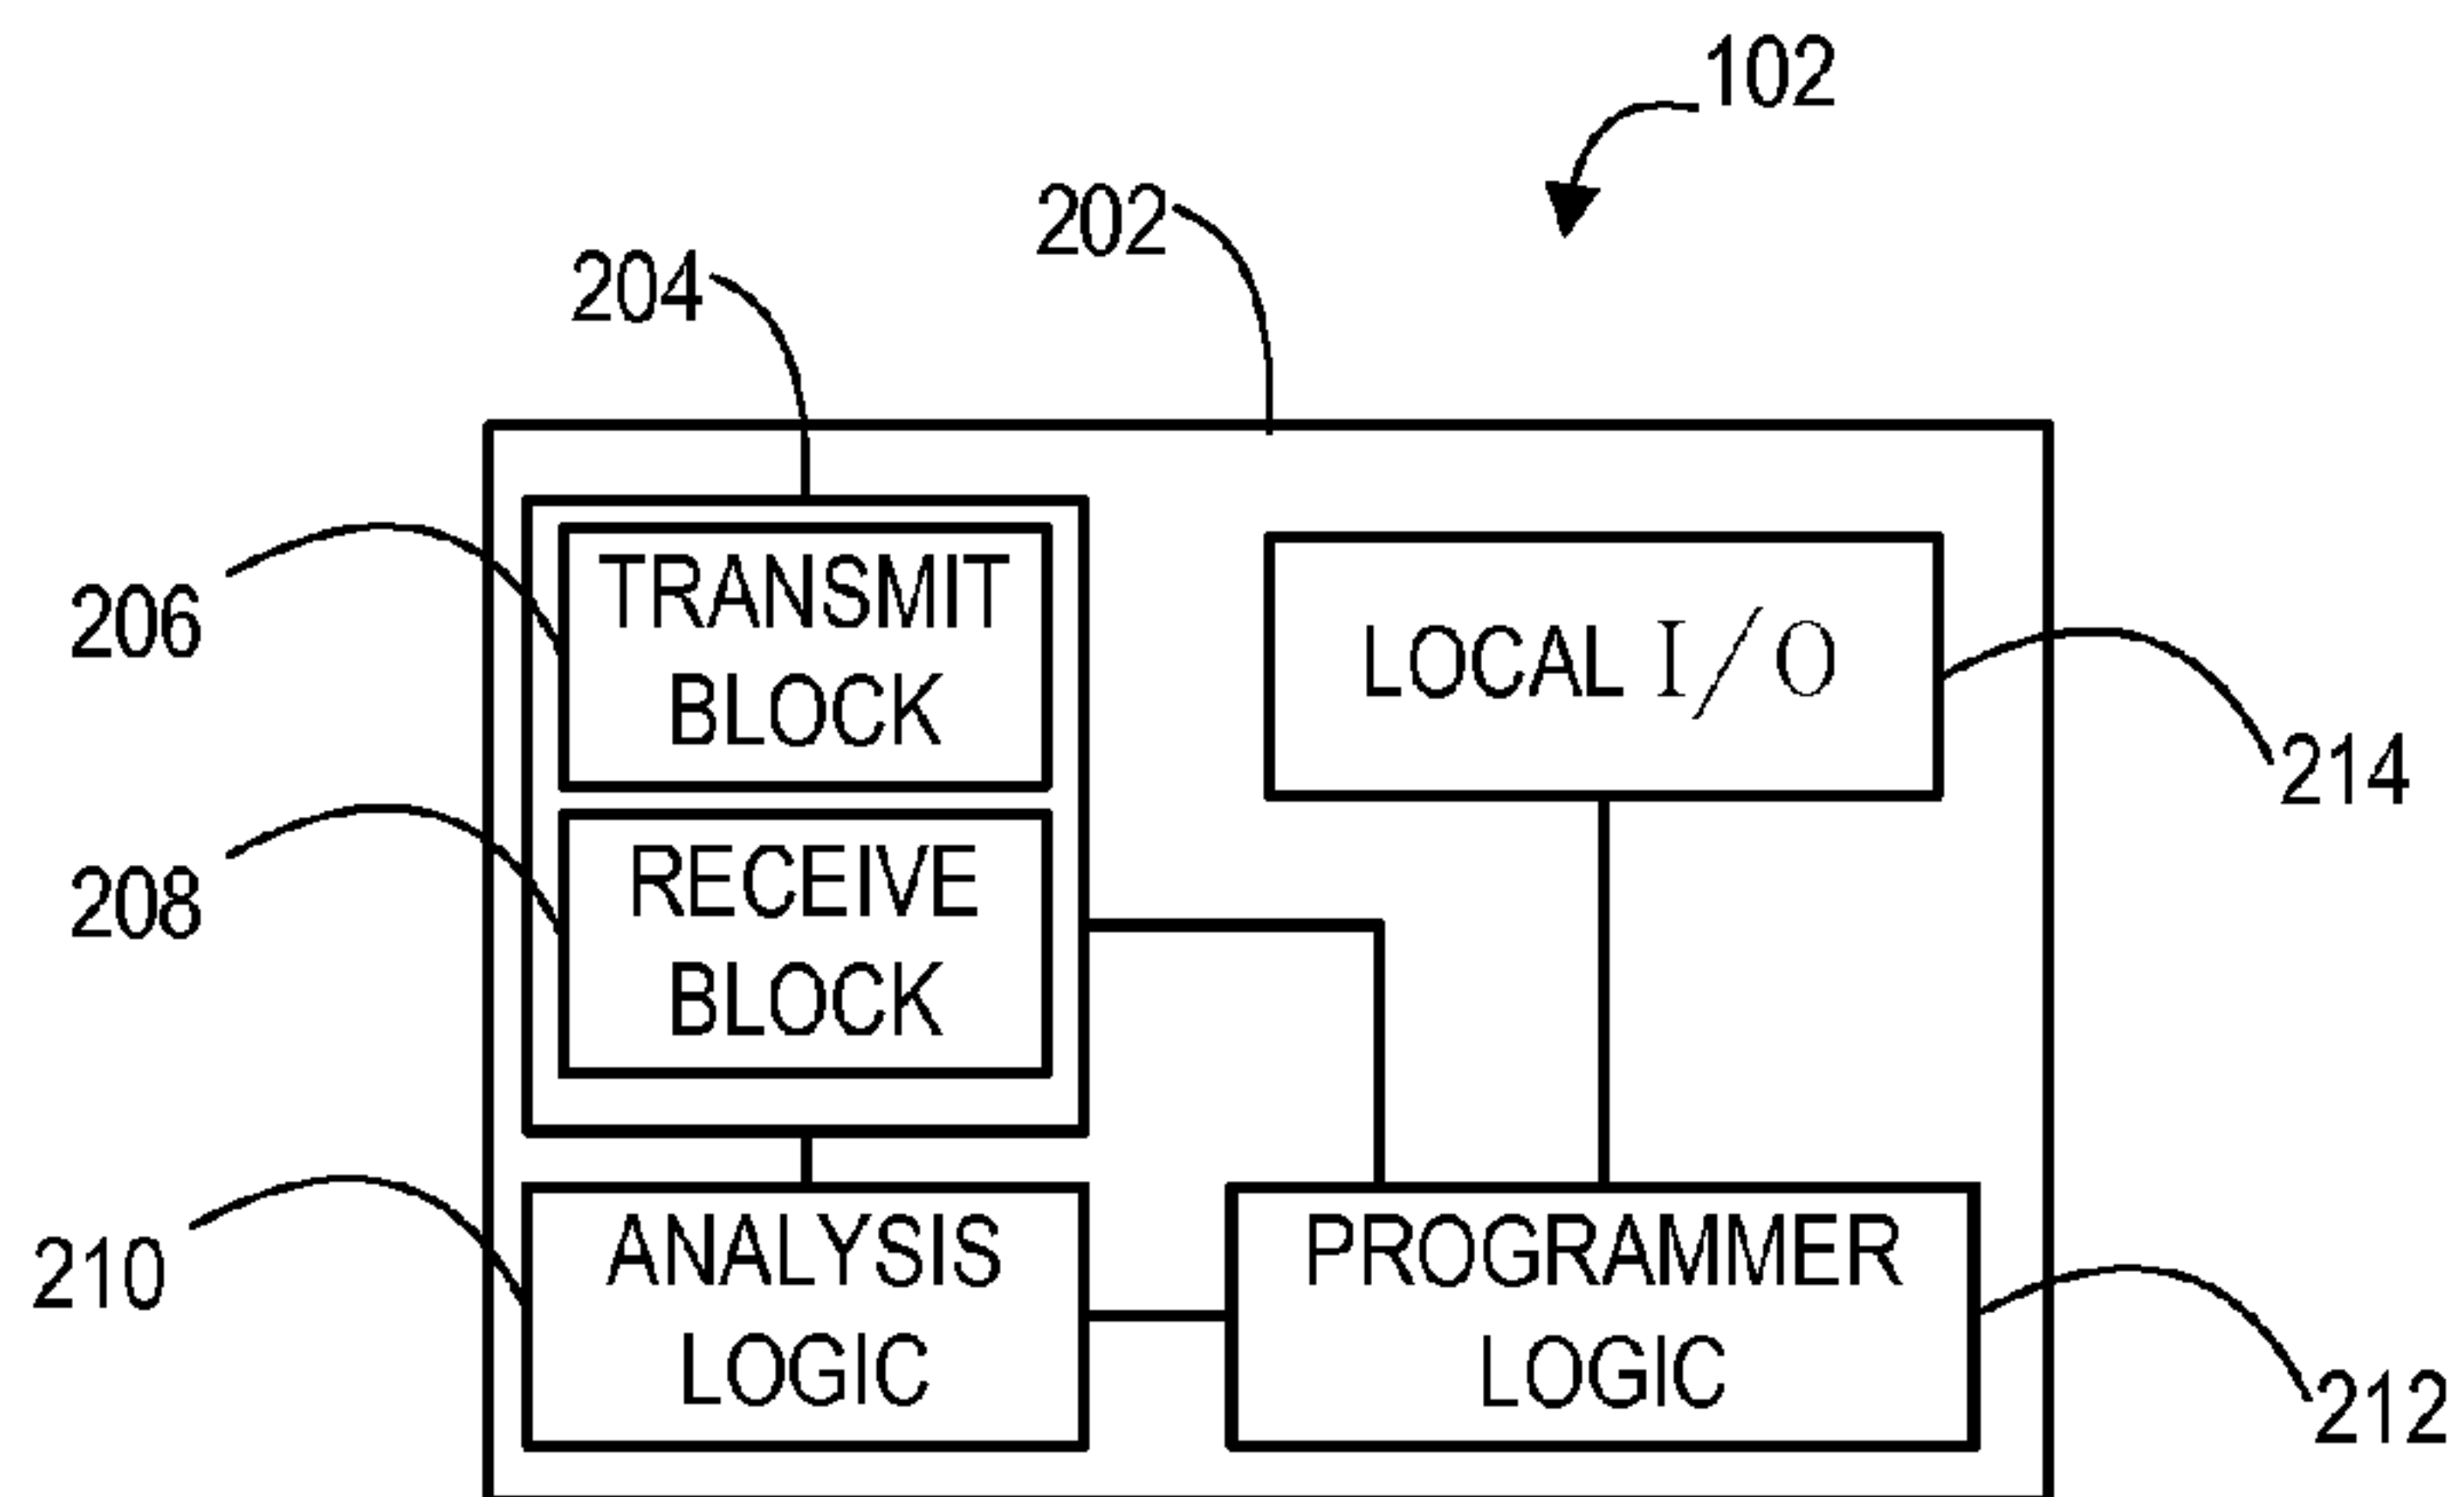 102
202
204
206
TRANSMIT
BLOCK
LOCAL I/O
214
208
RECEIVE
BLOCK
210
ANALYSIS
LOGIC
PROGRAMMER
LOGIC
212